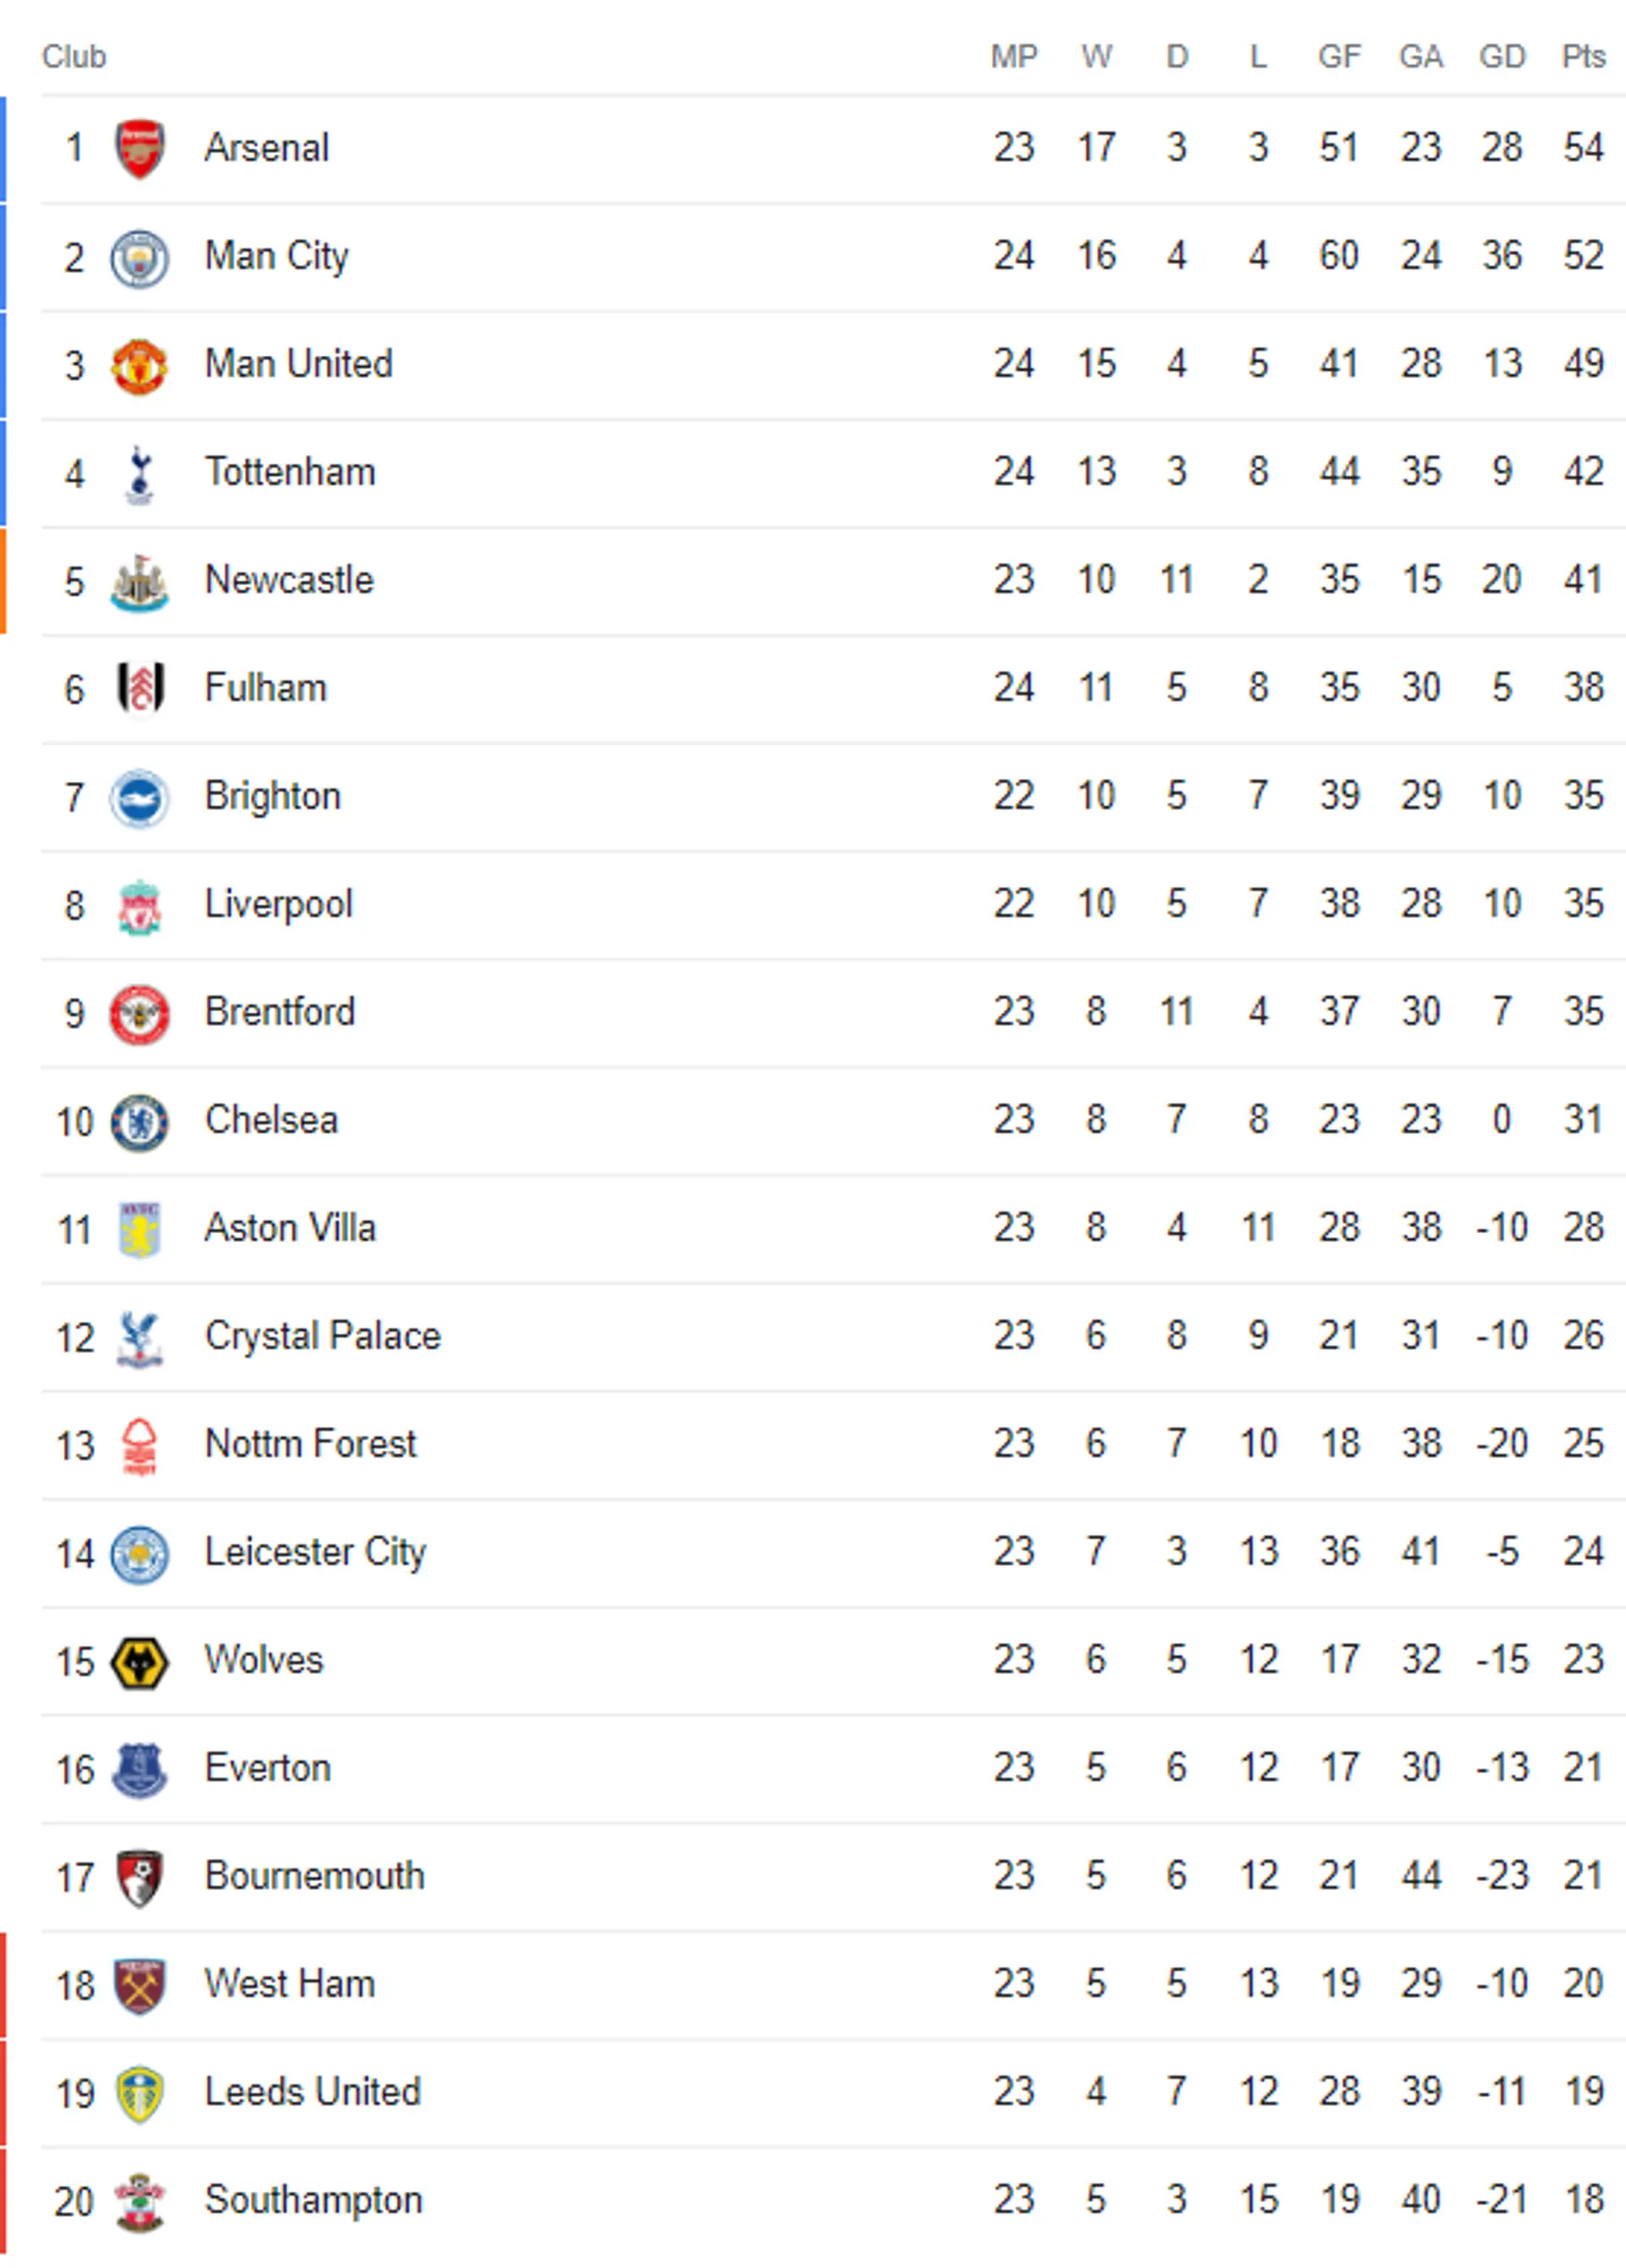 Club MP W D L GF GA GD Pts
1 Arsenal 23 17 3 3 51 23 28 54
2 Man City 24 16 4 4 60 24 36 52
3 Man United 24 15 4 5 41 28 13 49
4 Tottenham 24 13 3 8 44 35 9 42
5 Newcastle 23 10 11 2 35 15 20 41
6 Fulham 24 11 5 8 35 30 5 38
7 Brighton 22 10 5 7 39 29 10 35
8 Liverpool 22 10 5 7 38 28 10 35
9 Brentford 23 8 11 4 37 30 7 35
10 Chelsea 23 8 7 8 23 23 0 31
11 Aston Villa 23 8 4 11 28 38 -10 28
12 Crystal Palace 23 6 8 9 21 31 -10 26
13 Nottm Forest 23 6 7 10 18 38 -20 25
14 Leicester City 23 7 3 13 36 41 -5 24
15 Wolves 23 6 5 12 17 32 -15 23
16 Everton 23 5 6 12 17 30 -13 21
17 Bournemouth 23 5 6 12 21 44 -23 21
18 West Ham 23 5 5 13 19 29 -10 20
19 Leeds United 23 4 7 12 28 39 -11 19
20 Southampton 23 5 3 15 19 40 -21 18